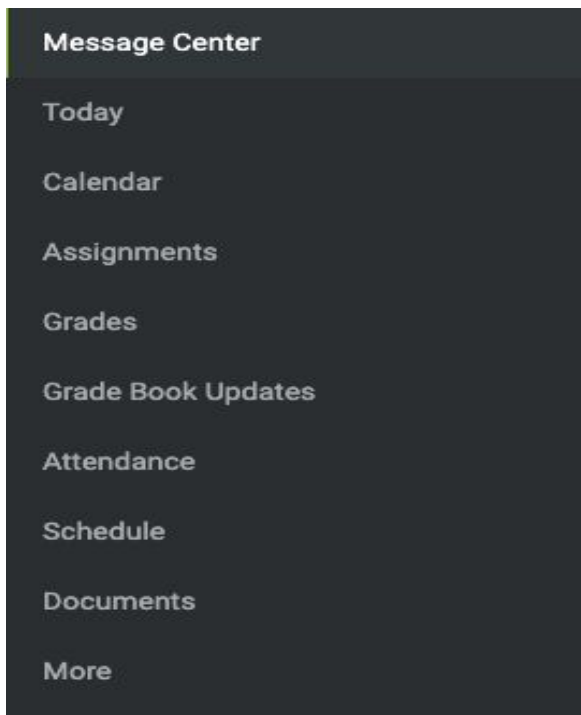 Message Center
Today
Calendar
Assignments
Grades
Grade Book Updates
Attendance
Schedule
Documents
More